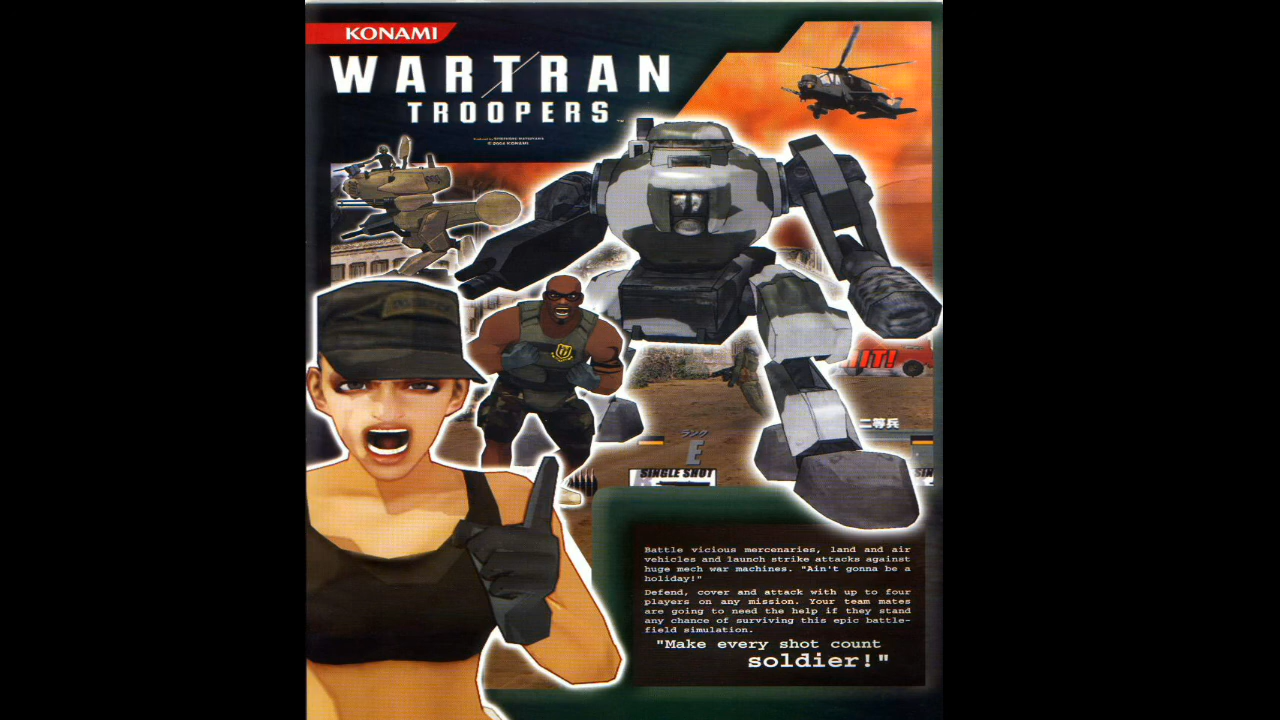 KONAMI
WARTRAN
TROOPERS™
© 2004 KONAMI
IT!
二等兵
ランク
E
SINGLE SHOT
SIN
Battle vicious mercenaries, land and air
vehicles and launch strike attacks against
huge mech war machines. "Ain't gonna be a
holiday!"
Defend, cover and attack with up to four
players on any mission. Your team mates
are going to need the help if they stand
any chance of surviving this epic battle-
field simulation.
"Make every shot count
soldier!"